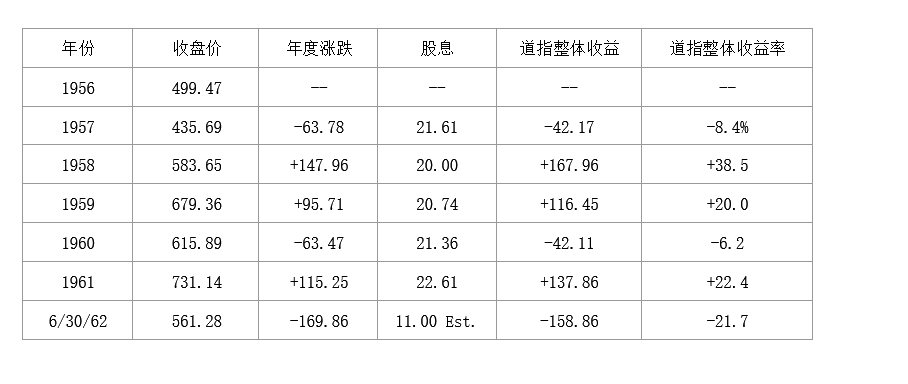 年份 收盘价 年度涨跌 股息 道指整体收益 道指整体收益率
1956 499.47 -- -- -- --
1957 435.69 -63.78 21.61 -42.17 -8.4%
1958 583.65 +147.96 20.00 +167.96 +38.5
1959 679.36 +95.71 20.74 +116.45 +20.0
1960 615.89 -63.47 21.36 -42.11 -6.2
1961 731.14 +115.25 22.61 +137.86 +22.4
6/30/62 561.28 -169.86 11.00 Est. -158.86 -21.7